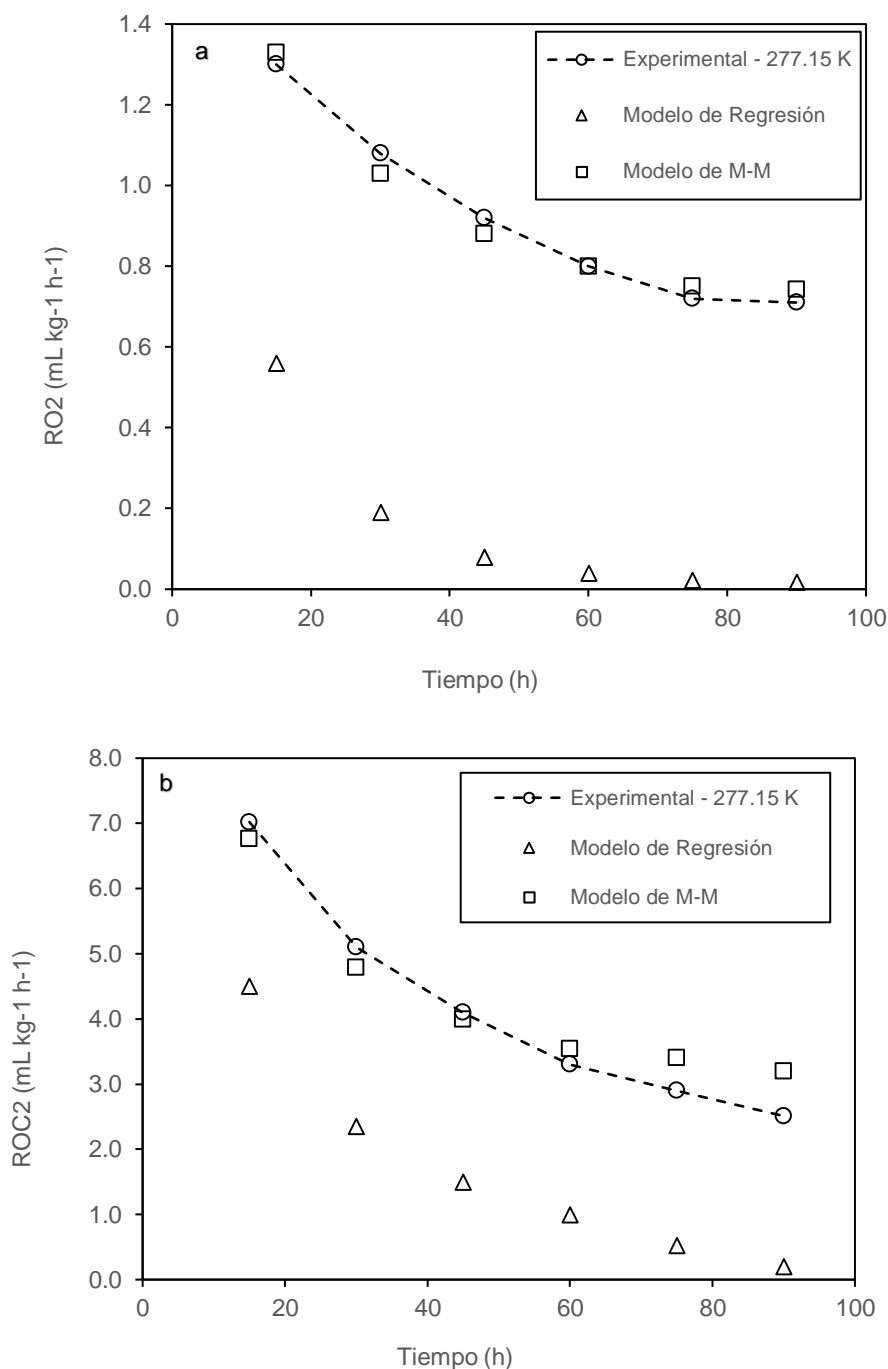 a
Experimental - 277.15 K
Modelo de Regresión
Modelo de M-M
1.4
1.2
1.0
0.8
0.6
0.4
0.2
0.0
RO2 (mL kg-1 h-1)
0 20 40 60 80 100
Tiempo (h)
b
Experimental - 277.15 K
Modelo de Regresión
Modelo de M-M
8.0
7.0
6.0
5.0
4.0
3.0
2.0
1.0
0.0
ROC2 (mL kg-1 h-1)
0 20 40 60 80 100
Tiempo (h)